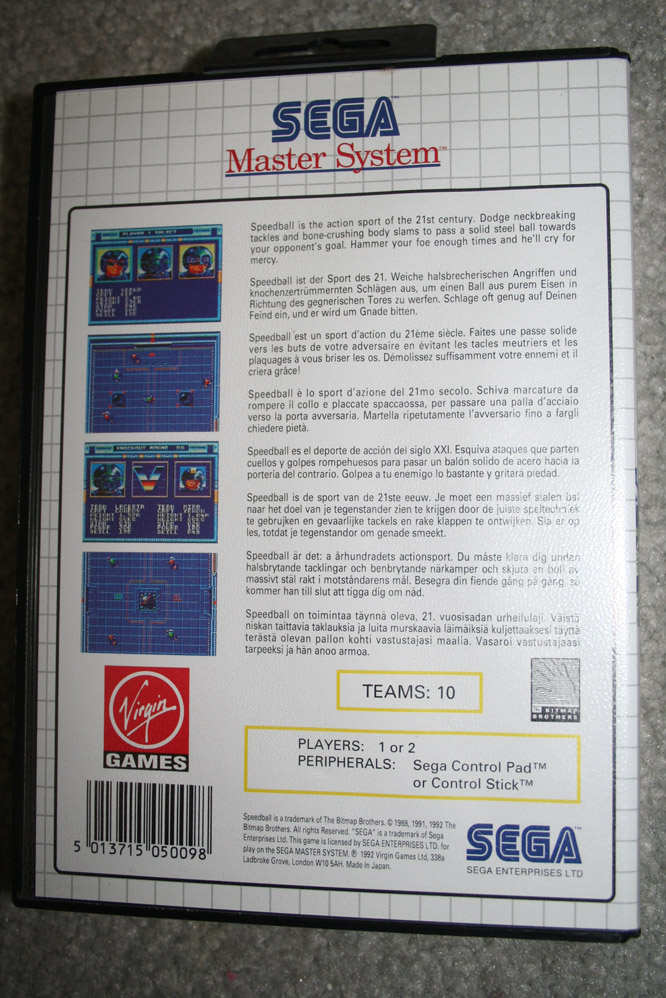 SEGA™
Master System™
PLAYER 1 SELECT
Speedball is the action sport of the 21st century. Dodge neckbreaking
tackles and bone-crushing body slams to pass a solid steel ball towards
your opponent's goal. Hammer your foe enough times and he'll cry for
mercy.
Speedball ist der Sport des 21. Weiche halsbrecherischen Angriffen und
knochenzertrümmernten Schlägen aus, um einen Ball aus purem Eisen in
Richtung des gegnerischen Tores zu werfen. Schlage oft genug auf Deinen
Feind ein, und er wird um Gnade bitten.
Speedball est un sport d'action du 21ème siècle. Faites une passe solide
vers les buts de votre adversaire en évitant les tacles meutriers et les
plaquages à vous briser les os. Démolissez suffisamment votre ennemi et il
criera grâce!
Speedball è lo sport d'azione del 21mo secolo. Schiva marcature da
rompere il collo e placcate spaccaossa, per passare una palla d'acciaio
verso la porta avversaria. Martella ripetutamente l'avversario fino a fargli
chiedere pietà.
KNOCKOUT ROUND
Speedball es el deporte de acción del siglo XXI. Esquiva ataques que parten
cuellos y golpes rompehuesos para pasar un balón solido de acero hacia la
porteria del contrario. Golpea a tu enemigo lo bastante y gritará piedad.
Speedball is de sport van de 21ste eeuw. Je moet een massief stalen bal
naar het doel van je tegenstander zien te krijgen door de juiste speltechniek
te gebruiken en gevaarlijke tackels en rake klappen te ontwijken. Sla er op
les, totdat je tegenstandor om genade smeekt.
Speedball är det: a århundradets actionsport. Du måste klara dig undan
halsbrytande tacklingar och benbrytande närkamper och skjuta en boll av
massivt stål rakt i motståndarens mål. Besegra din fiende gång på gång, så
kommer han till slut att tigga dig om nåd.
Speedball on toimintaa täynnä oleva, 21. vuosisadan urheilulaji. Väistä
niskan taittavia taklauksia ja luita murskaavia läimäiksiä kuljettaaksesi täyttä
terästä olevan pallon kohti vastustajasi maalia. Vasaroi vastustajaasi
tarpeeksi ja hän anoo armoa.
Virgin
GAMES
TEAMS: 10
BITMAP
BROTHERS
PLAYERS: 1 or 2
PERIPHERALS: Sega Control Pad™
or Control Stick™
5 013715 050098
Speedball is a trademark of The Bitmap Brothers. © 1988, 1991, 1992 The
Bitmap Brothers. All rights Reserved. "SEGA" is a trademark of Sega
Enterprises Ltd. This game is licensed by SEGA ENTERPRISES LTD. for
play on the SEGA MASTER SYSTEM. ℗ 1992 Virgin Games Ltd, 338a
Ladbroke Grove, London W10 5AH. Made In Japan.
SEGA™
SEGA ENTERPRISES LTD